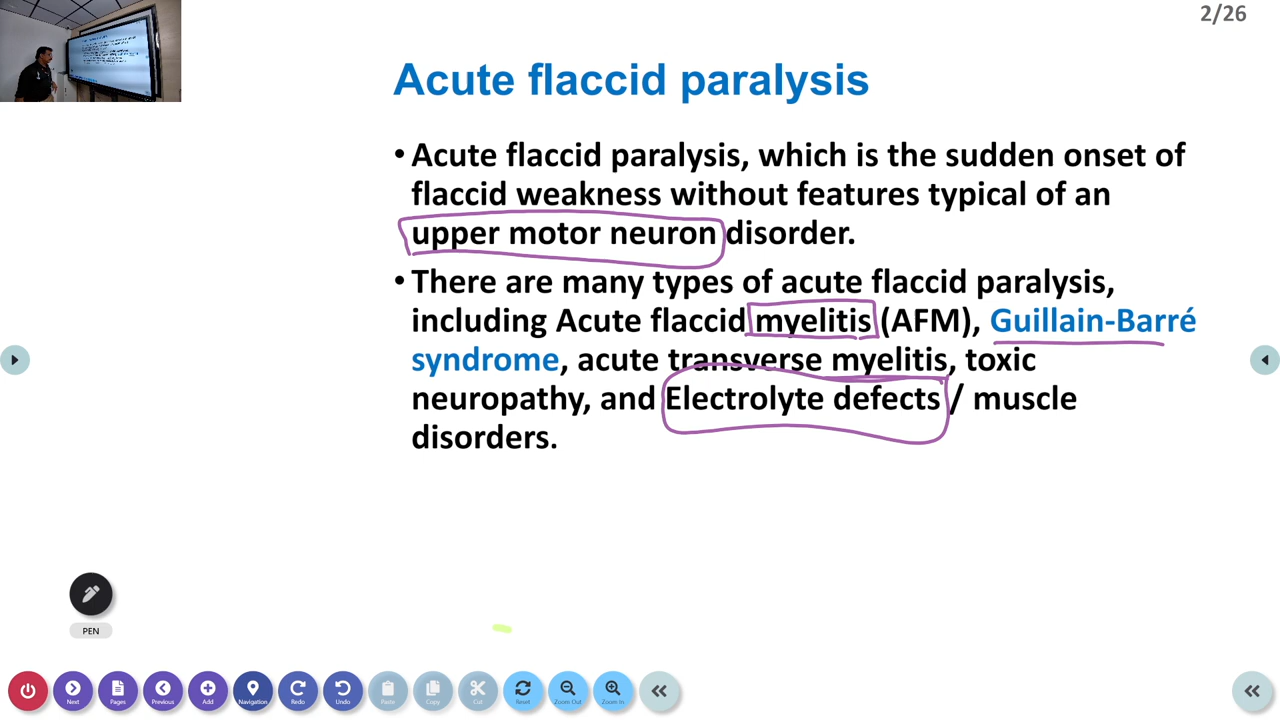 2/26
Acute flaccid paralysis
• Acute flaccid paralysis, which is the sudden onset of
flaccid weakness without features typical of an
upper motor neuron disorder.
• There are many types of acute flaccid paralysis,
including Acute flaccid myelitis (AFM), Guillain-Barré
syndrome, acute transverse myelitis, toxic
neuropathy, and Electrolyte defects / muscle
disorders.
PEN
Next Pages Previous Add Navigation Redo Undo Paste Copy Cut Reset Zoom Out Zoom In